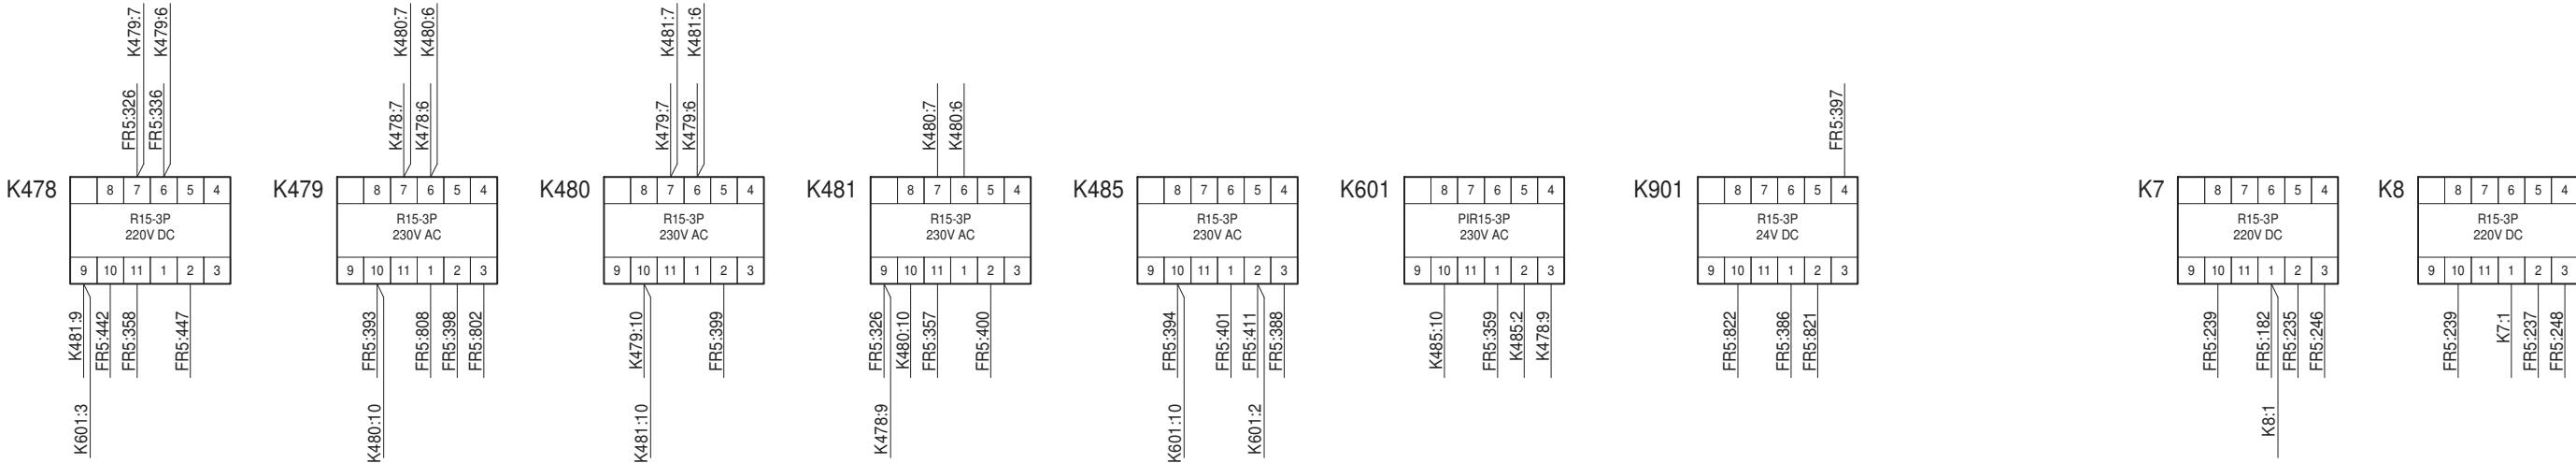 K479:7
K479:6
K480:7
K480:6
K481:7
K481:6
FR5:326
FR5:336
K478:7
K478:6
K479:7
K479:6
K480:7
K480:6
FR5:397
K478
8 7 6 5 4
R15-3P
220V DC
9 10 11 1 2 3
K481:9
FR5:442
FR5:358
FR5:447
K601:3
K479
8 7 6 5 4
R15-3P
230V AC
9 10 11 1 2 3
FR5:393
FR5:808
FR5:398
FR5:802
K480:10
K480
8 7 6 5 4
R15-3P
230V AC
9 10 11 1 2 3
K479:10
FR5:399
K481:10
K481
8 7 6 5 4
R15-3P
230V AC
9 10 11 1 2 3
FR5:326
K480:10
FR5:357
FR5:400
K478:9
K485
8 7 6 5 4
R15-3P
230V AC
9 10 11 1 2 3
FR5:394
FR5:401
FR5:411
FR5:388
K601:10
K601:2
K601
8 7 6 5 4
PIR15-3P
230V AC
9 10 11 1 2 3
K485:10
FR5:359
K485:2
K478:9
K901
8 7 6 5 4
R15-3P
24V DC
9 10 11 1 2 3
FR5:822
FR5:386
FR5:821
K7
8 7 6 5 4
R15-3P
220V DC
9 10 11 1 2 3
FR5:239
FR5:182
FR5:235
FR5:246
K8:1
K8
8 7 6 5 4
R15-3P
220V DC
9 10 11 1 2 3
FR5:239
K7:1
FR5:237
FR5:248